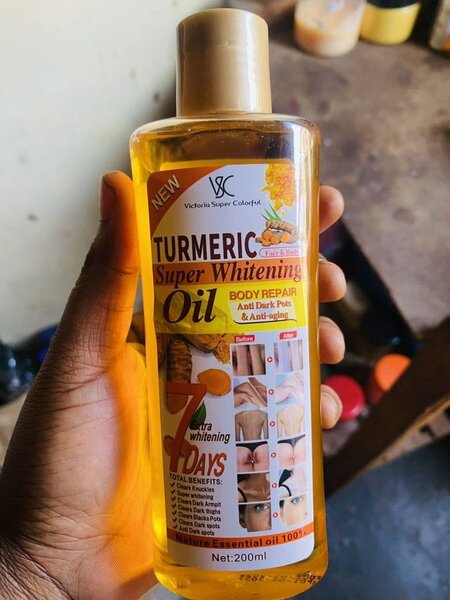 NEW
VSC
Victoria Super Colorful
TURMERIC
Face & Body
Super Whitening
Oil
BODY REPAIR
Anti Dark Pots
& Anti-aging
Before
After
7
Extra
whitening
DAYS
TOTAL BENEFITS:
Clears Knuckles
Super whitening
Clears Dark Armpit
Clears Dark thighs
Clears Blacks Pots
Clears Dark spots
Anti Dark spots
Nature Essential oil 100%
Net:200ml